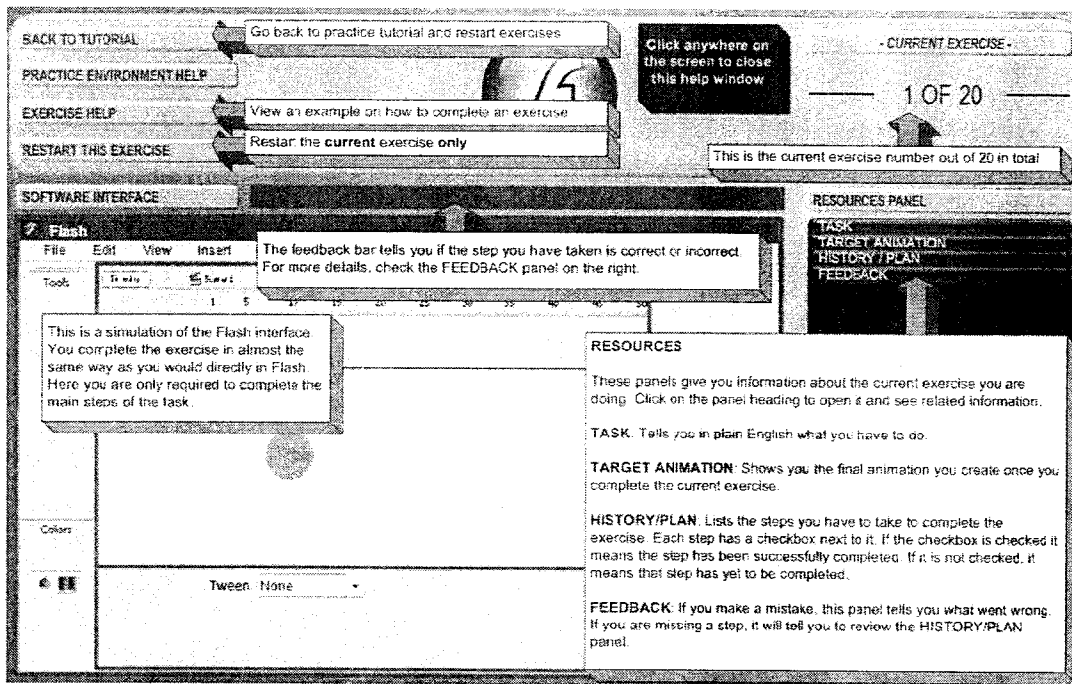 BACK TO TUTORIAL
Go back to practice tutorial and restart exercises
PRACTICE ENVIRONMENT HELP
EXERCISE HELP
View an example on how to complete an exercise
RESTART THIS EXERCISE
Restart the current exercise only
Click anywhere on
the screen to close
this help window
- CURRENT EXERCISE -
1 OF 20
This is the current exercise number out of 20 in total
SOFTWARE INTERFACE
RESOURCES PANEL
TASK
TARGET ANIMATION
HISTORY / PLAN
FEEDBACK
Flash
File Edit View Insert
The feedback bar tells you if the step you have taken is correct or incorrect.
For more details, check the FEEDBACK panel on the right.
Tools
1 5 15 20 25 30 35 40 45 50
This is a simulation of the Flash interface.
You complete the exercise in almost the
same way as you would directly in Flash.
Here you are only required to complete the
main steps of the task.
Colors
Tween None
RESOURCES
These panels give you information about the current exercise you are
doing. Click on the panel heading to open it and see related information.
TASK. Tells you in plain English what you have to do.
TARGET ANIMATION: Shows you the final animation you create once you
complete the current exercise.
HISTORY/PLAN. Lists the steps you have to take to complete the
exercise. Each step has a checkbox next to it. If the checkbox is checked it
means the step has been successfully completed. If it is not checked, it
means that step has yet to be completed.
FEEDBACK: If you make a mistake, this panel tells you what went wrong.
If you are missing a step, it will tell you to review the HISTORY/PLAN
panel.